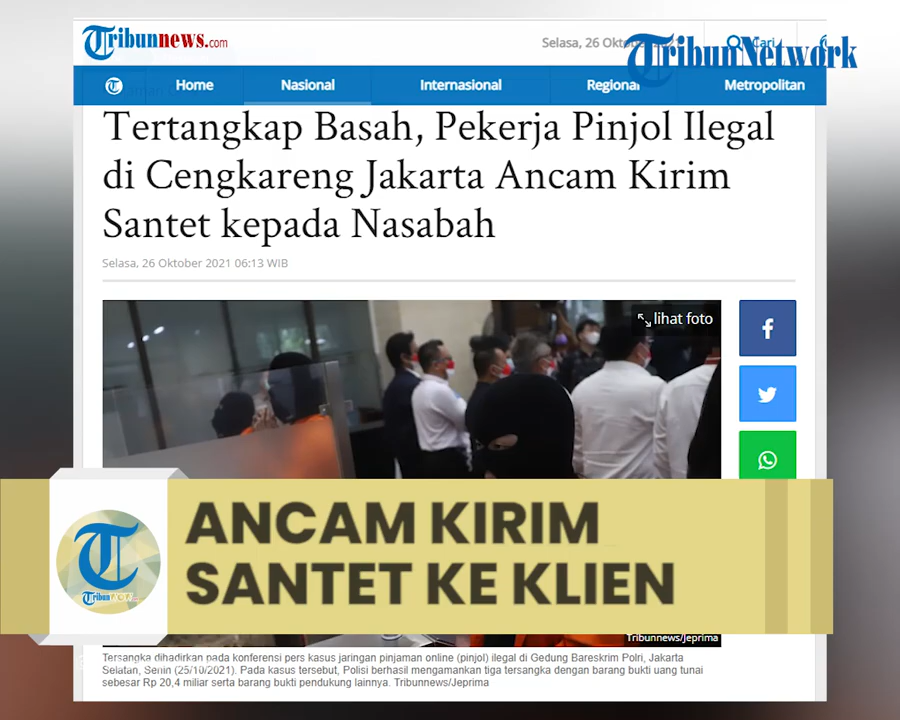 Tribunnews.com
Selasa, 26
TribunNetwork
Cari
Home Nasional Internasional Regional Metropolitan
Tertangkap Basah, Pekerja Pinjol Ilegal
di Cengkareng Jakarta Ancam Kirim
Santet kepada Nasabah
Selasa, 26 Oktober 2021 06:13 WIB
lihat foto
ANCAM KIRIM
SANTET KE KLIEN
Tribunnews/Jeprima
Tersangka dihadirkan pada konferensi pers kasus jaringan pinjaman online (pinjol) ilegal di Gedung Bareskrim Polri, Jakarta
Selatan, Senin (25/10/2021). Pada kasus tersebut, Polisi berhasil mengamankan tiga tersangka dengan barang bukti uang tunai
sebesar Rp 20,4 miliar serta barang bukti pendukung lainnya. Tribunnews/Jeprima